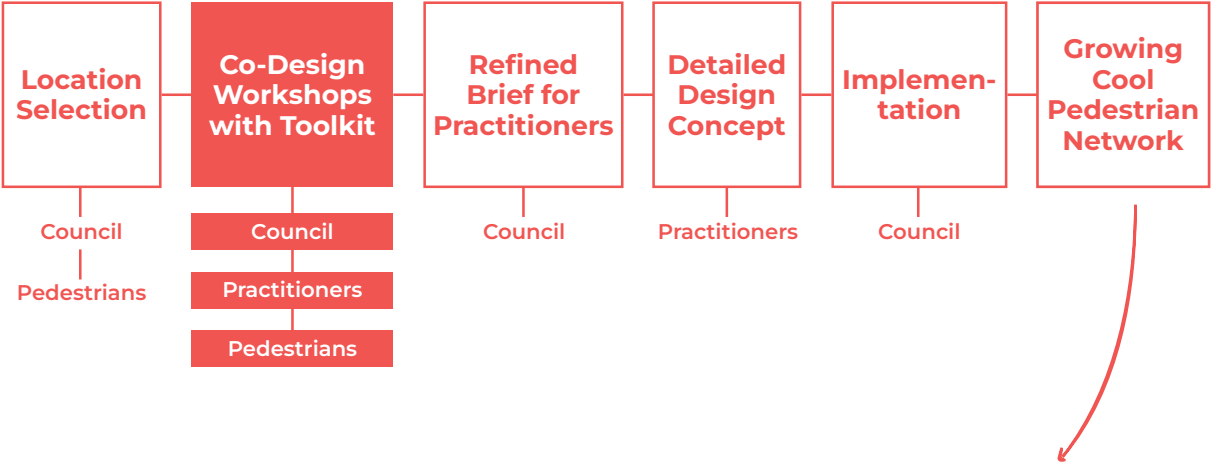 Location
Selection
Co-Design
Workshops
with Toolkit
Refined
Brief for
Practitioners
Detailed
Design
Concept
Implemen-
tation
Growing
Cool
Pedestrian
Network
Council
Pedestrians
Council
Practitioners
Pedestrians
Council
Practitioners
Council